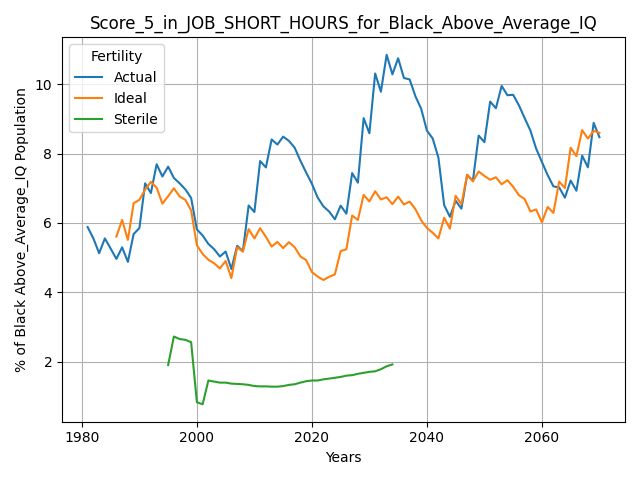 Score_5_in_JOB_SHORT_HOURS_for_Black_Above_Average_IQ
Fertility
Actual
Ideal
Sterile
% of Black Above_Average_IQ Population
10
8
6
4
2
1980
2000
2020
2040
2060
Years